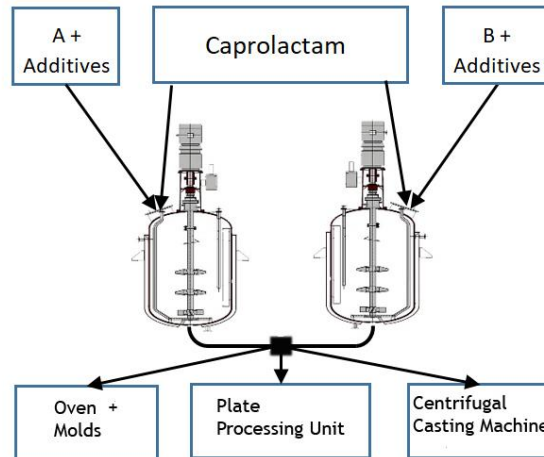 A +
Additives
Caprolactam
B +
Additives
Oven +
Molds
Plate
Processing Unit
Centrifugal
Casting Machine